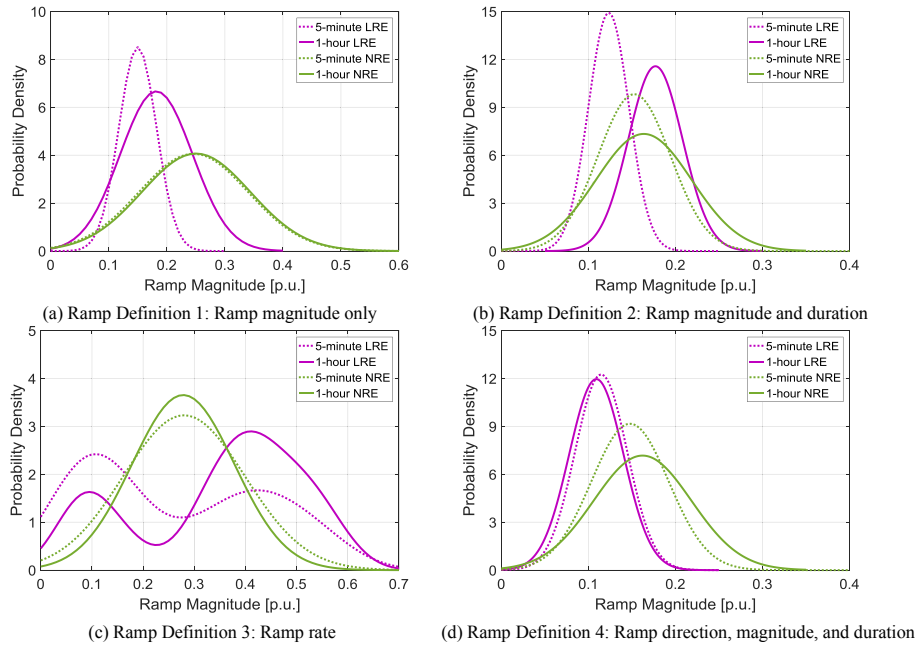 10
8
6
4
2
0
Probability Density
5-minute LRE
1-hour LRE
5-minute NRE
1-hour NRE
0 0.1 0.2 0.3 0.4 0.5 0.6
Ramp Magnitude [p.u.]
(a) Ramp Definition 1: Ramp magnitude only
15
12
9
6
3
0
Probability Density
5-minute LRE
1-hour LRE
5-minute NRE
1-hour NRE
0 0.1 0.2 0.3 0.4
Ramp Magnitude [p.u.]
(b) Ramp Definition 2: Ramp magnitude and duration
5
4
3
2
1
0
Probability Density
5-minute LRE
1-hour LRE
5-minute NRE
1-hour NRE
0 0.1 0.2 0.3 0.4 0.5 0.6 0.7
Ramp Magnitude [p.u.]
(c) Ramp Definition 3: Ramp rate
15
12
9
6
3
0
Probability Density
5-minute LRE
1-hour LRE
5-minute NRE
1-hour NRE
0 0.1 0.2 0.3 0.4
Ramp Magnitude [p.u.]
(d) Ramp Definition 4: Ramp direction, magnitude, and duration